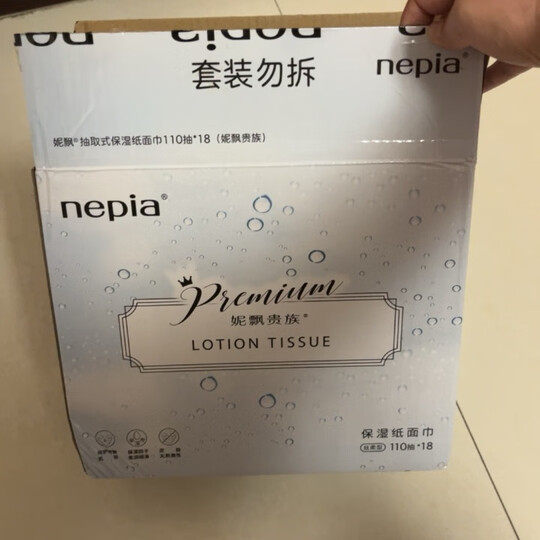 nepia
套装勿拆
nepia®
妮飘®抽取式保湿纸面巾110抽*18（妮飘贵族）
nepia®
Premium
妮飘贵族®
LOTION TISSUE
保湿纸面巾
110抽*18